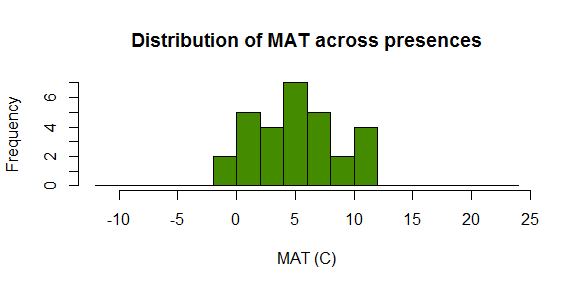 Distribution of MAT across presences
Frequency
6
4
2
0
-10 -5 0 5 10 15 20 25
MAT (C)